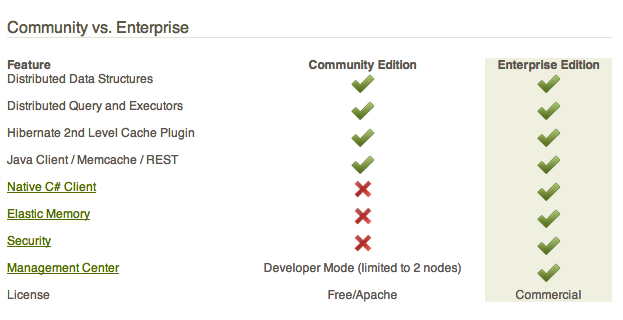 Community vs. Enterprise
Feature Community Edition Enterprise Edition
Distributed Data Structures
Distributed Query and Executors
Hibernate 2nd Level Cache Plugin
Java Client / Memcache / REST
Native C# Client
Elastic Memory
Security
Management Center Developer Mode (limited to 2 nodes)
License Free/Apache Commercial